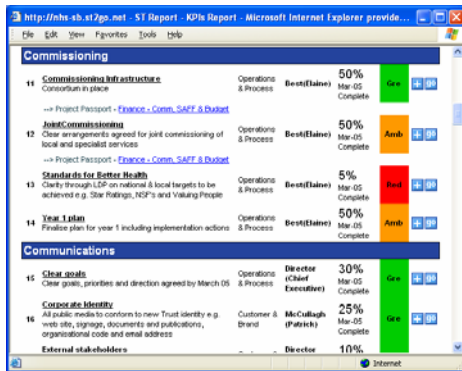 http://nhs-sb.st2go.net - ST Report - KPIs Report - Microsoft Internet Explorer provide...
File Edit View Favorites Tools Help
Commissioning
11 Commissioning Infrastructure Operations Best(Elaine) 50% Gre + go
Consortium in place & Process Mar-05
Complete
--> Project Passport - Finance - Comm, SAFF & Budget
12 JointCommissioning Operations Best(Elaine) 50% Amb + go
Clear arrangements agreed for joint commissioning of & Process Mar-05
local and specialist services Complete
--> Project Passport - Finance - Comm, SAFF & Budget
13 Standards for Better Health Operations Best(Elaine) 5% Red + go
Clarity through LDP on national & local targets to be & Process Mar-05
achieved e.g. Star Ratings, NSF's and Valuing People Complete
14 Year 1 plan Operations Best(Elaine) 50% Amb + go
Finalise plan for year 1 including implementation actions & Process Mar-05
Complete
Communications
15 Clear goals Operations Director 30% Gre + go
Clear goals, priorities and direction agreed by March 05 & Process (Chief Mar-05
Executive) Complete
16 Corporate Identity Customer & McCullagh 25% Gre + go
All public media to conform to new Trust identity e.g. Brand (Patrick) Mar-05
web site, signage, documents and publications, Complete
organisational code and email address
External stakeholders Director 10%
Internet